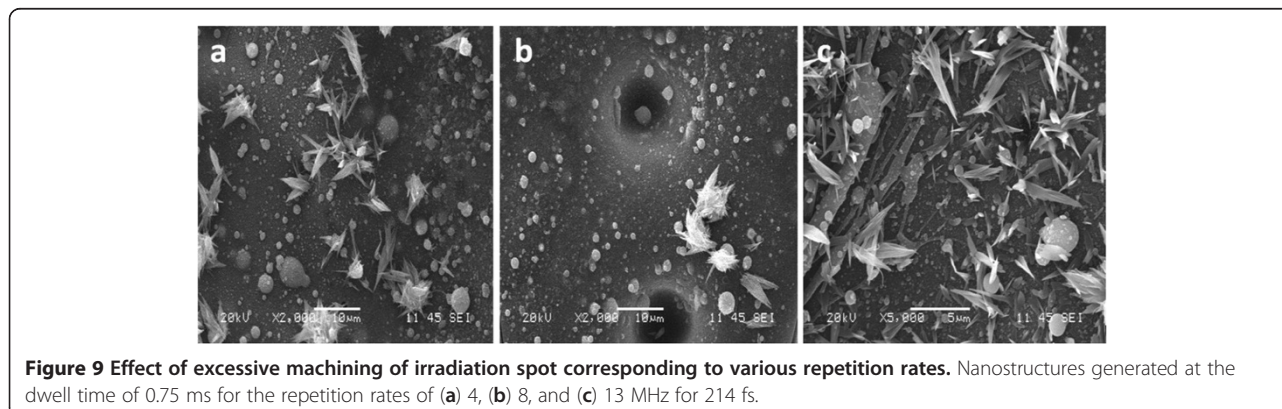 a
b
c
20kV X2,000 10µm 11 45 SEI
20kV X2,000 10µm 11 45 SEI
20kV X5,000 5µm 11 45 SEI
Figure 9 Effect of excessive machining of irradiation spot corresponding to various repetition rates. Nanostructures generated at the
dwell time of 0.75 ms for the repetition rates of (a) 4, (b) 8, and (c) 13 MHz for 214 fs.